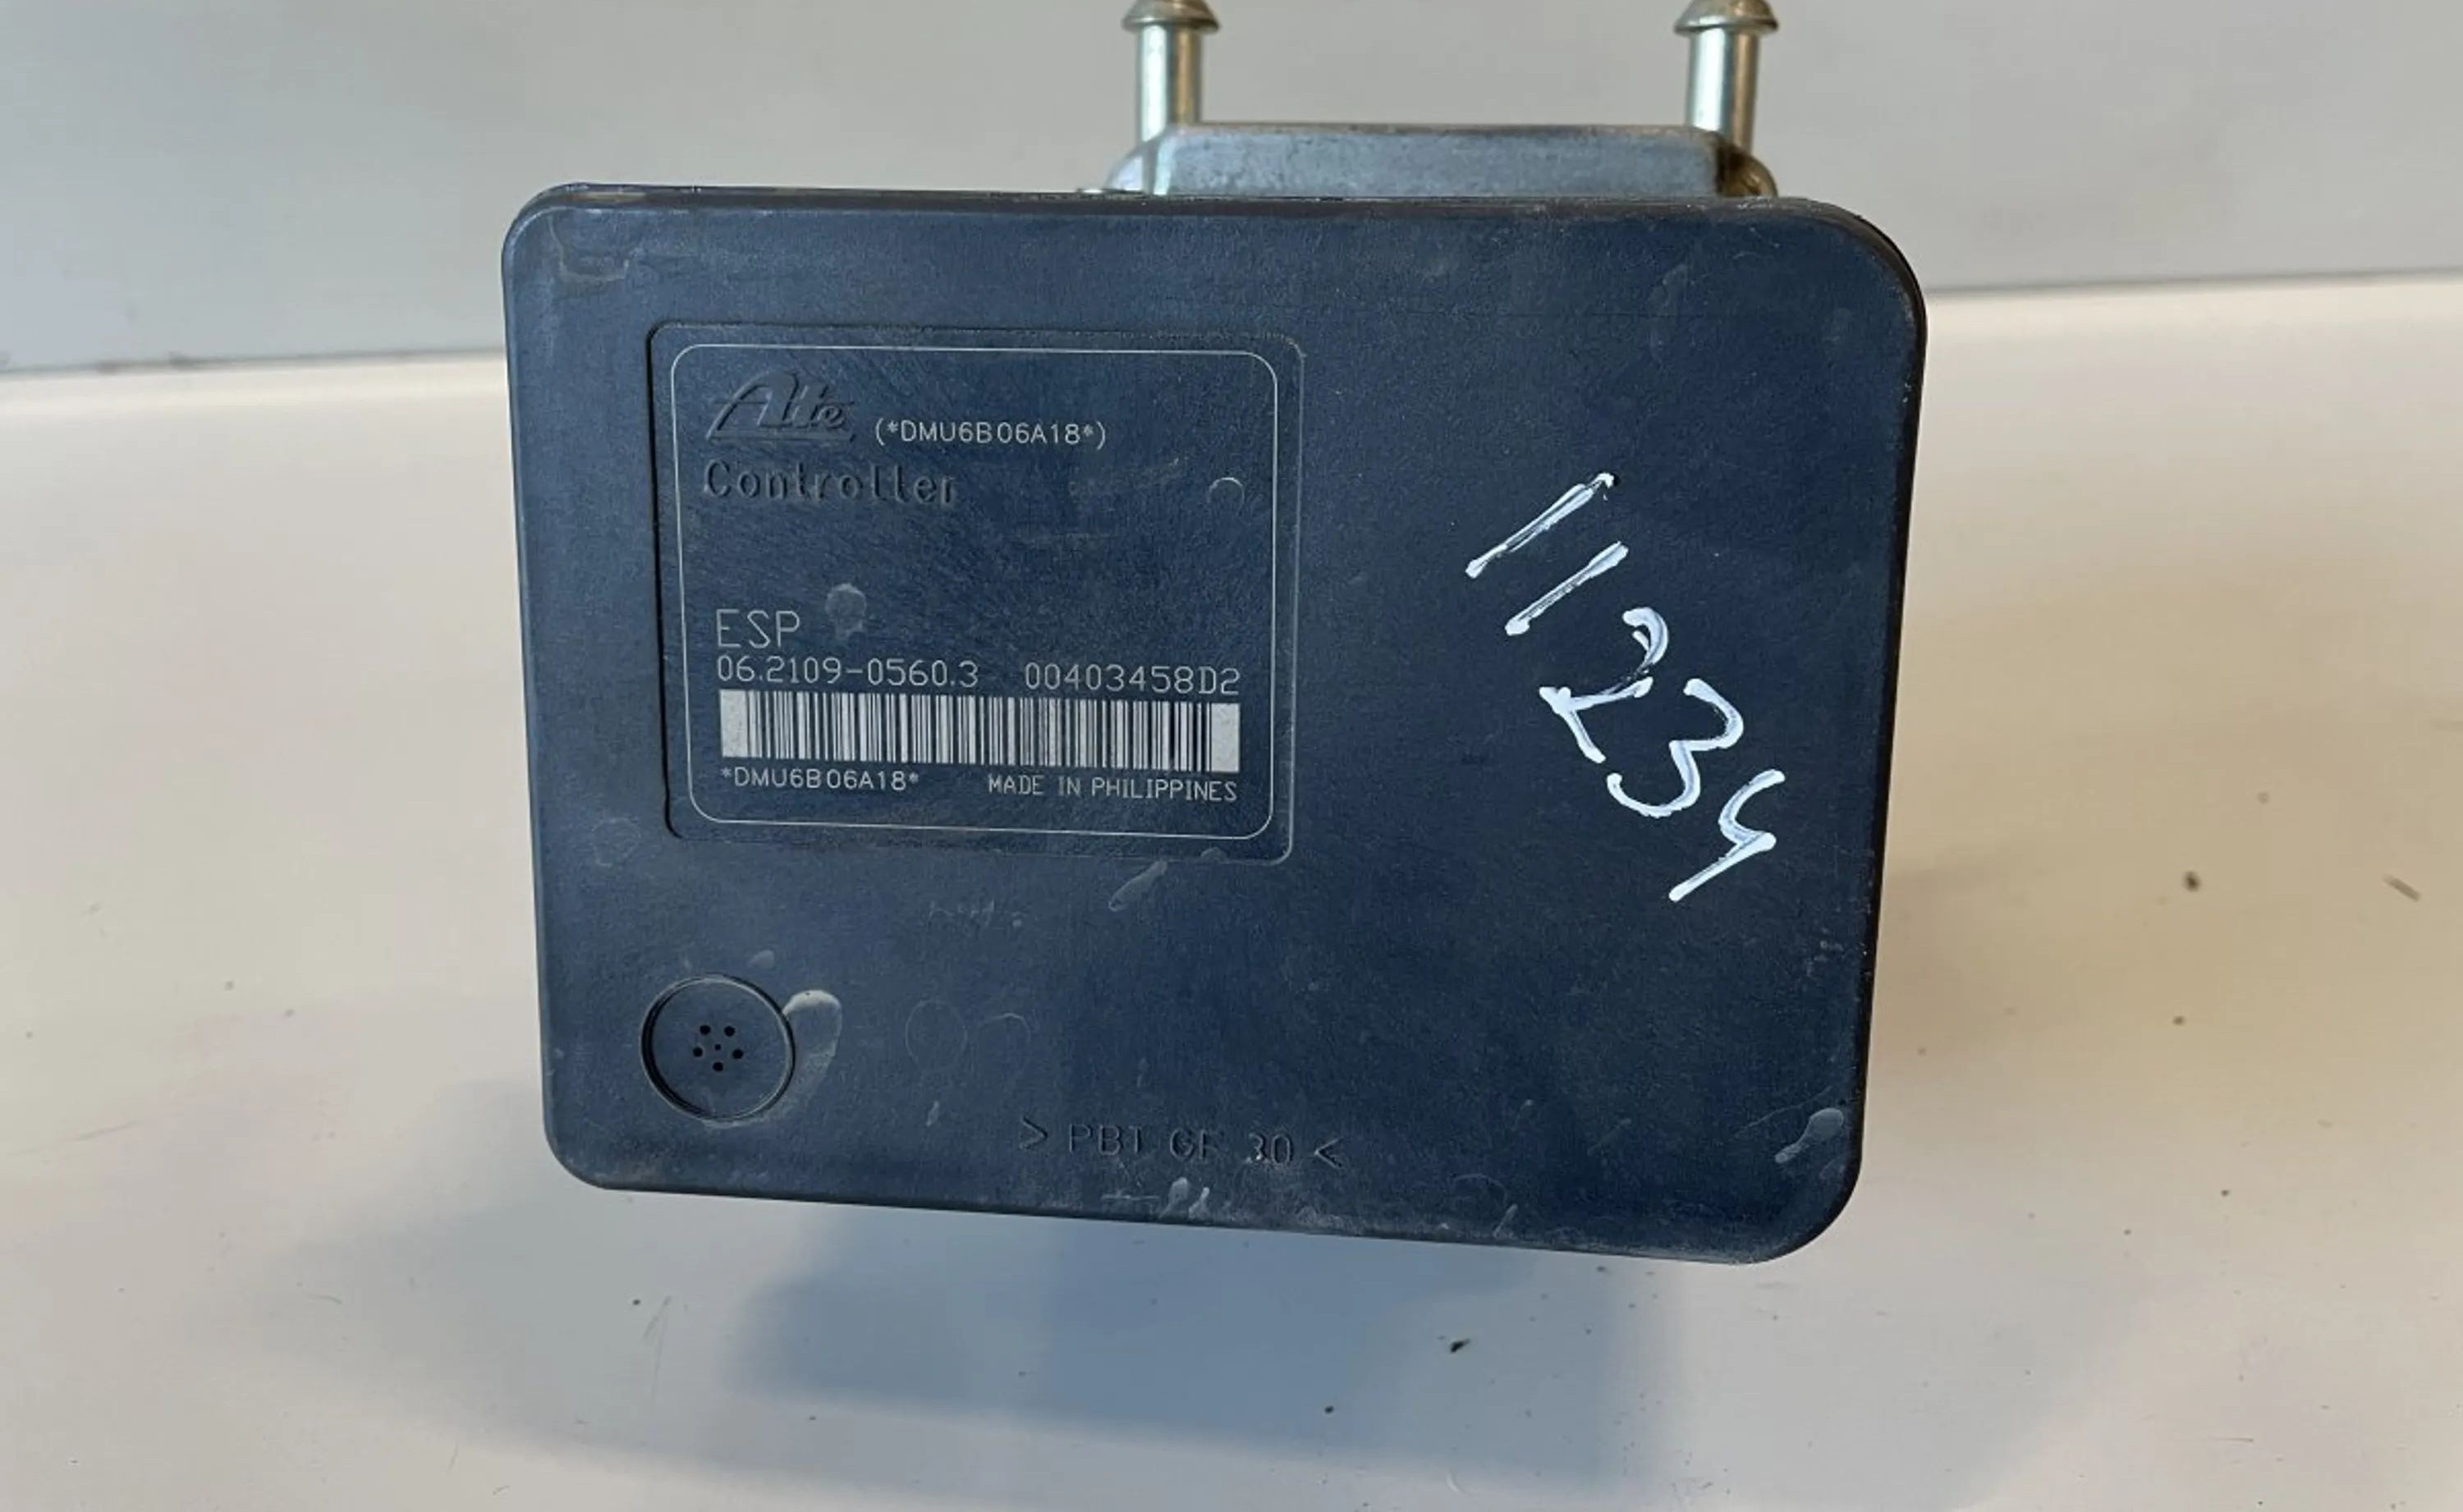 Ate (*DMU6B06A18*)
Controller
ESP
06.2109-0560.3 00403458D2
*DMU6B06A18* MADE IN PHILIPPINES
11234
> PBT GF 30 <